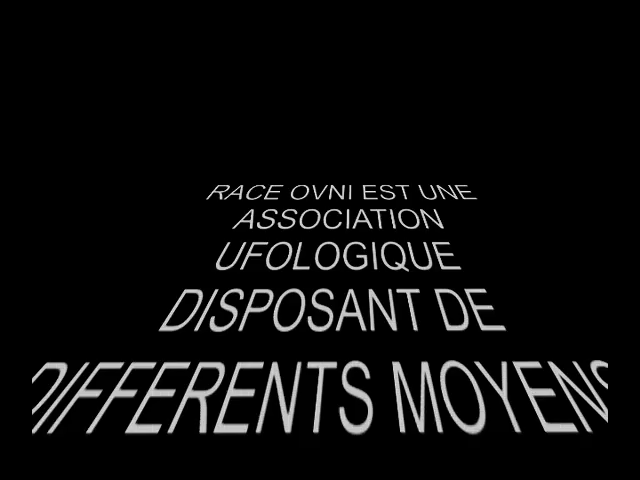 RACE OVNI EST UNE
ASSOCIATION
UFOLOGIQUE
DISPOSANT DE
DIFFERENTS MOYENS